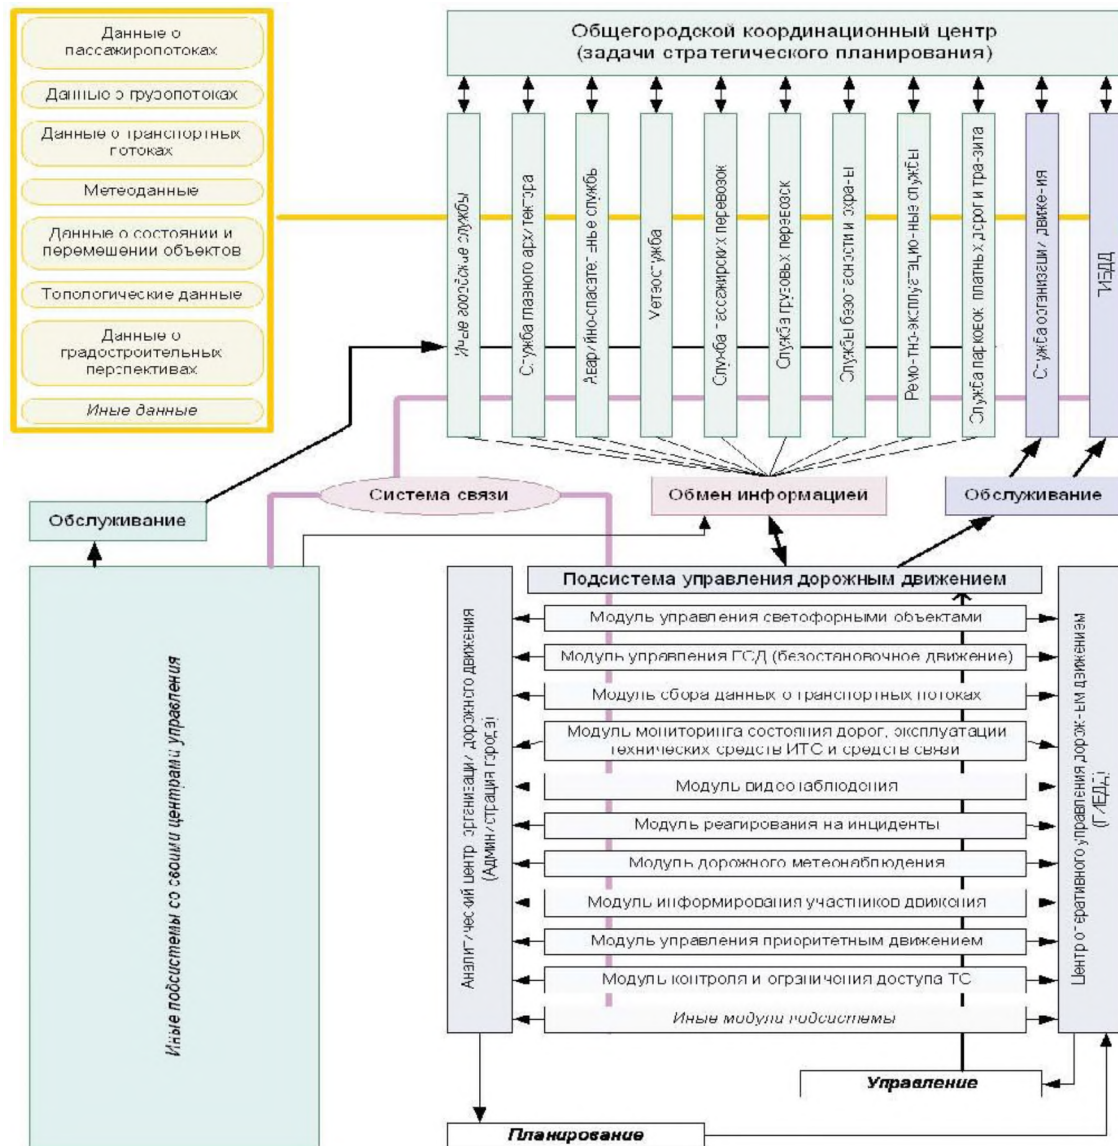 Данные о
пассажиропотоках
Данные о грузопотоках
Данные о транспортных
потоках
Метеоданные
Данные о состоянии и
перемешении объектов
Топологические данные
Данные о
градостроительных
перспективах
Иные данные
Общегородской координационный центр
(задачи стратегического планирования)
Иные городские службы
Служба главного архитектора
Аварийно-спасательные службы
Метеослужба
Служба пассажирских перевозок
Служба грузовых перевозок
Службы безопасности и охраны
Ремонтно-эксплуатационные службы
Служба парковок платных дорог и транзита
Служба организации движения
ГИБДД
Система связи
Обмен информацией
Обслуживание
Обслуживание
Иные подсистемы со своими центрами управления
Подсистема управления дорожным движением
Аналитический центр организации дорожного движения
(Администрация города)
Модуль управления светофорными объектами
Модуль управления (безостановочное движение)
Модуль сбора данных о транспортных потоках
Модуль мониторинга состояния дорог, эксплуатации
технических средств ИТС и средств связи
Модуль видеонаблюдения
Модуль реагирования на инциденты
Модуль дорожного метеонаблюдения
Модуль информирования участников движения
Модуль управления приоритетным движением
Модуль контроля и ограничения доступа ТС
Иные модули подсистемы
Центр оперативного управления дорожным движением
(ГИБДД)
Управление
Планирование